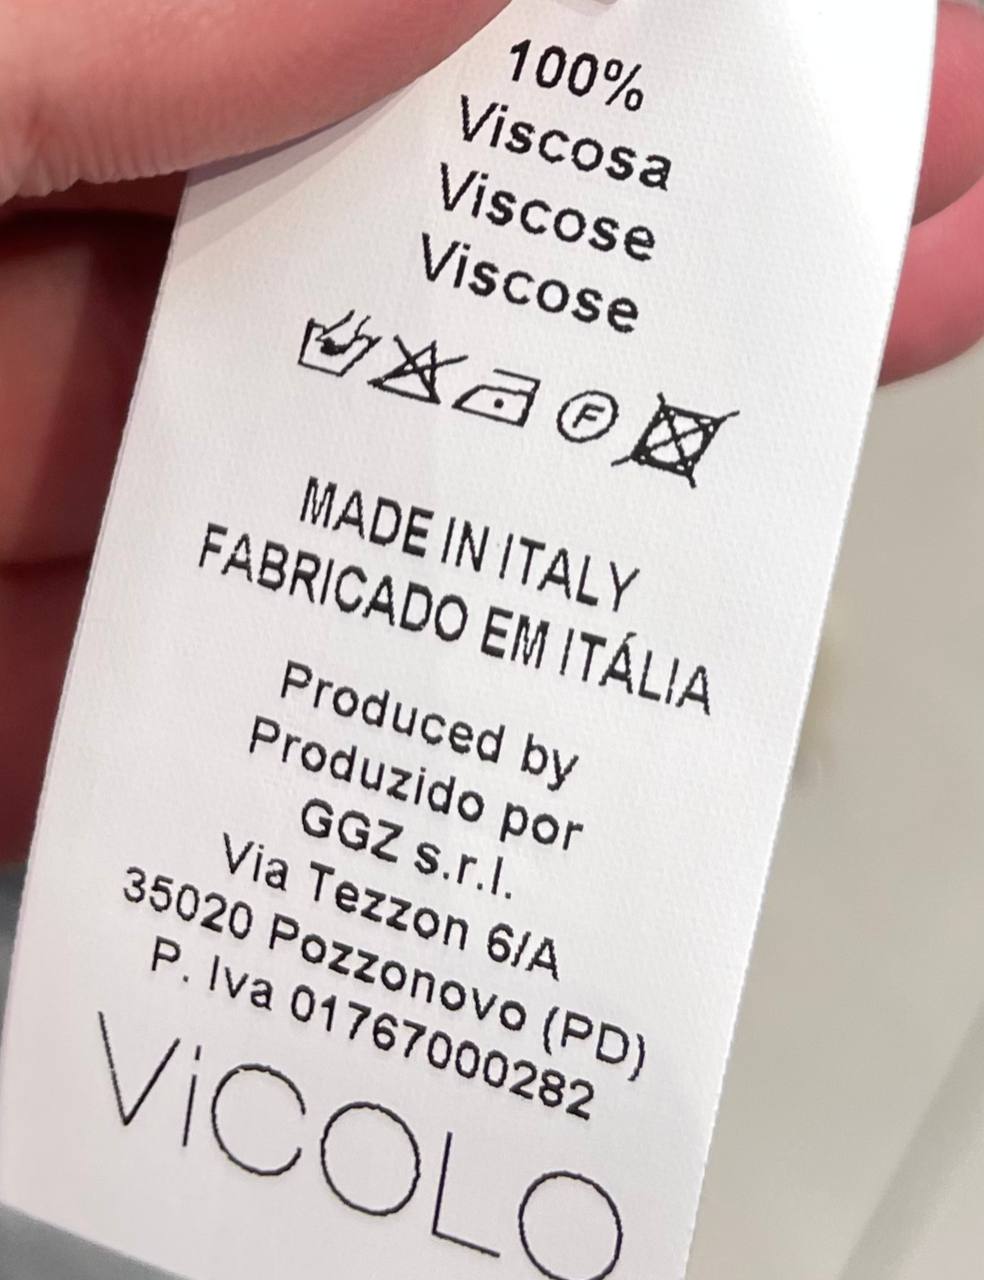 100%
Viscosa
Viscose
Viscose
F
MADE IN ITALY
FABRICADO EM ITÁLIA
Produced by
Produzido por
GGZ s.r.l.
Via Tezzon 6/A
35020 Pozzonovo (PD)
P. Iva 01767000282
ViCOLO